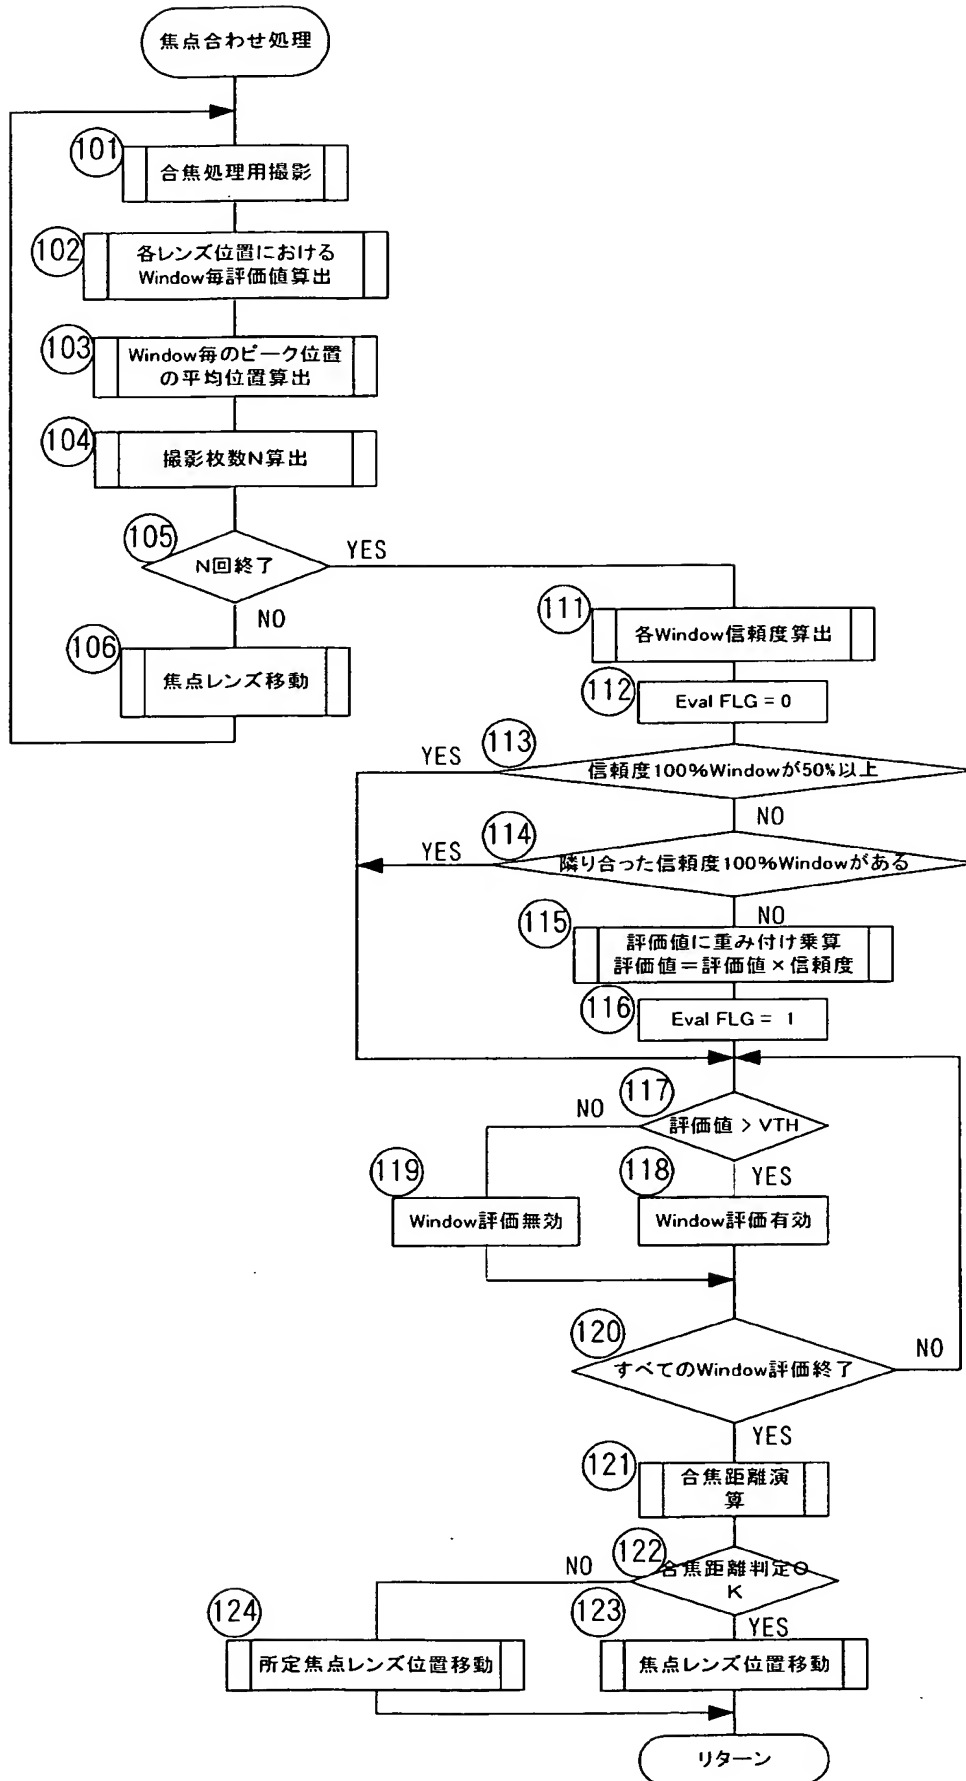 焦点合わせ処理
101
合焦処理用撮影
102
各レンズ位置における
Window毎評価値算出
103
Window毎のピーク位置
の平均位置算出
104
撮影枚数N算出
105
N回終了
YES
NO
106
焦点レンズ移動
111
各Window信頼度算出
112
Eval FLG = 0
113
YES
信頼度100%Windowが50%以上
NO
114
YES
隣り合った信頼度100%Windowがある
NO
115
評価値に重み付け乗算
評価値=評価値×信頼度
116
Eval FLG = 1
117
NO
評価値 > VTH
YES
119
Window評価無効
118
Window評価有効
120
すべてのWindow評価終了
NO
YES
121
合焦距離演
算
122
NO
合焦距離判定O
K
YES
124
所定焦点レンズ位置移動
123
焦点レンズ位置移動
リターン